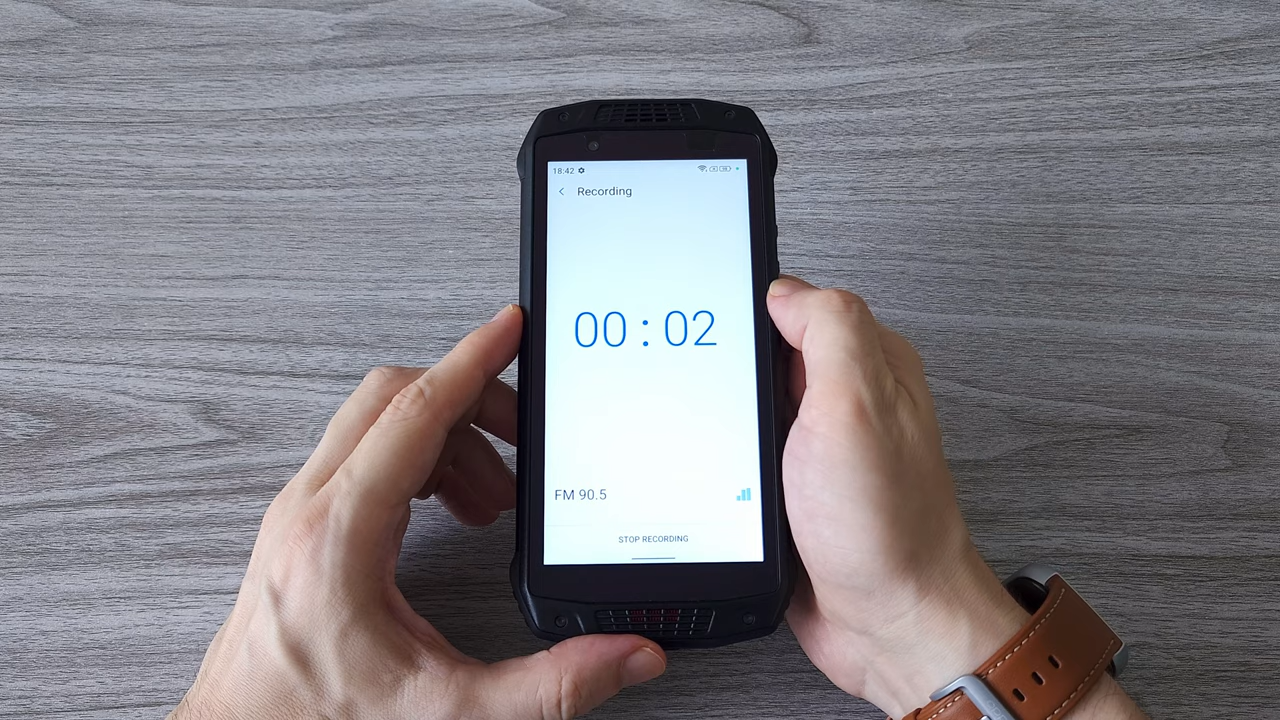 18:42
Recording
00 : 02
FM 90.5
STOP RECORDING